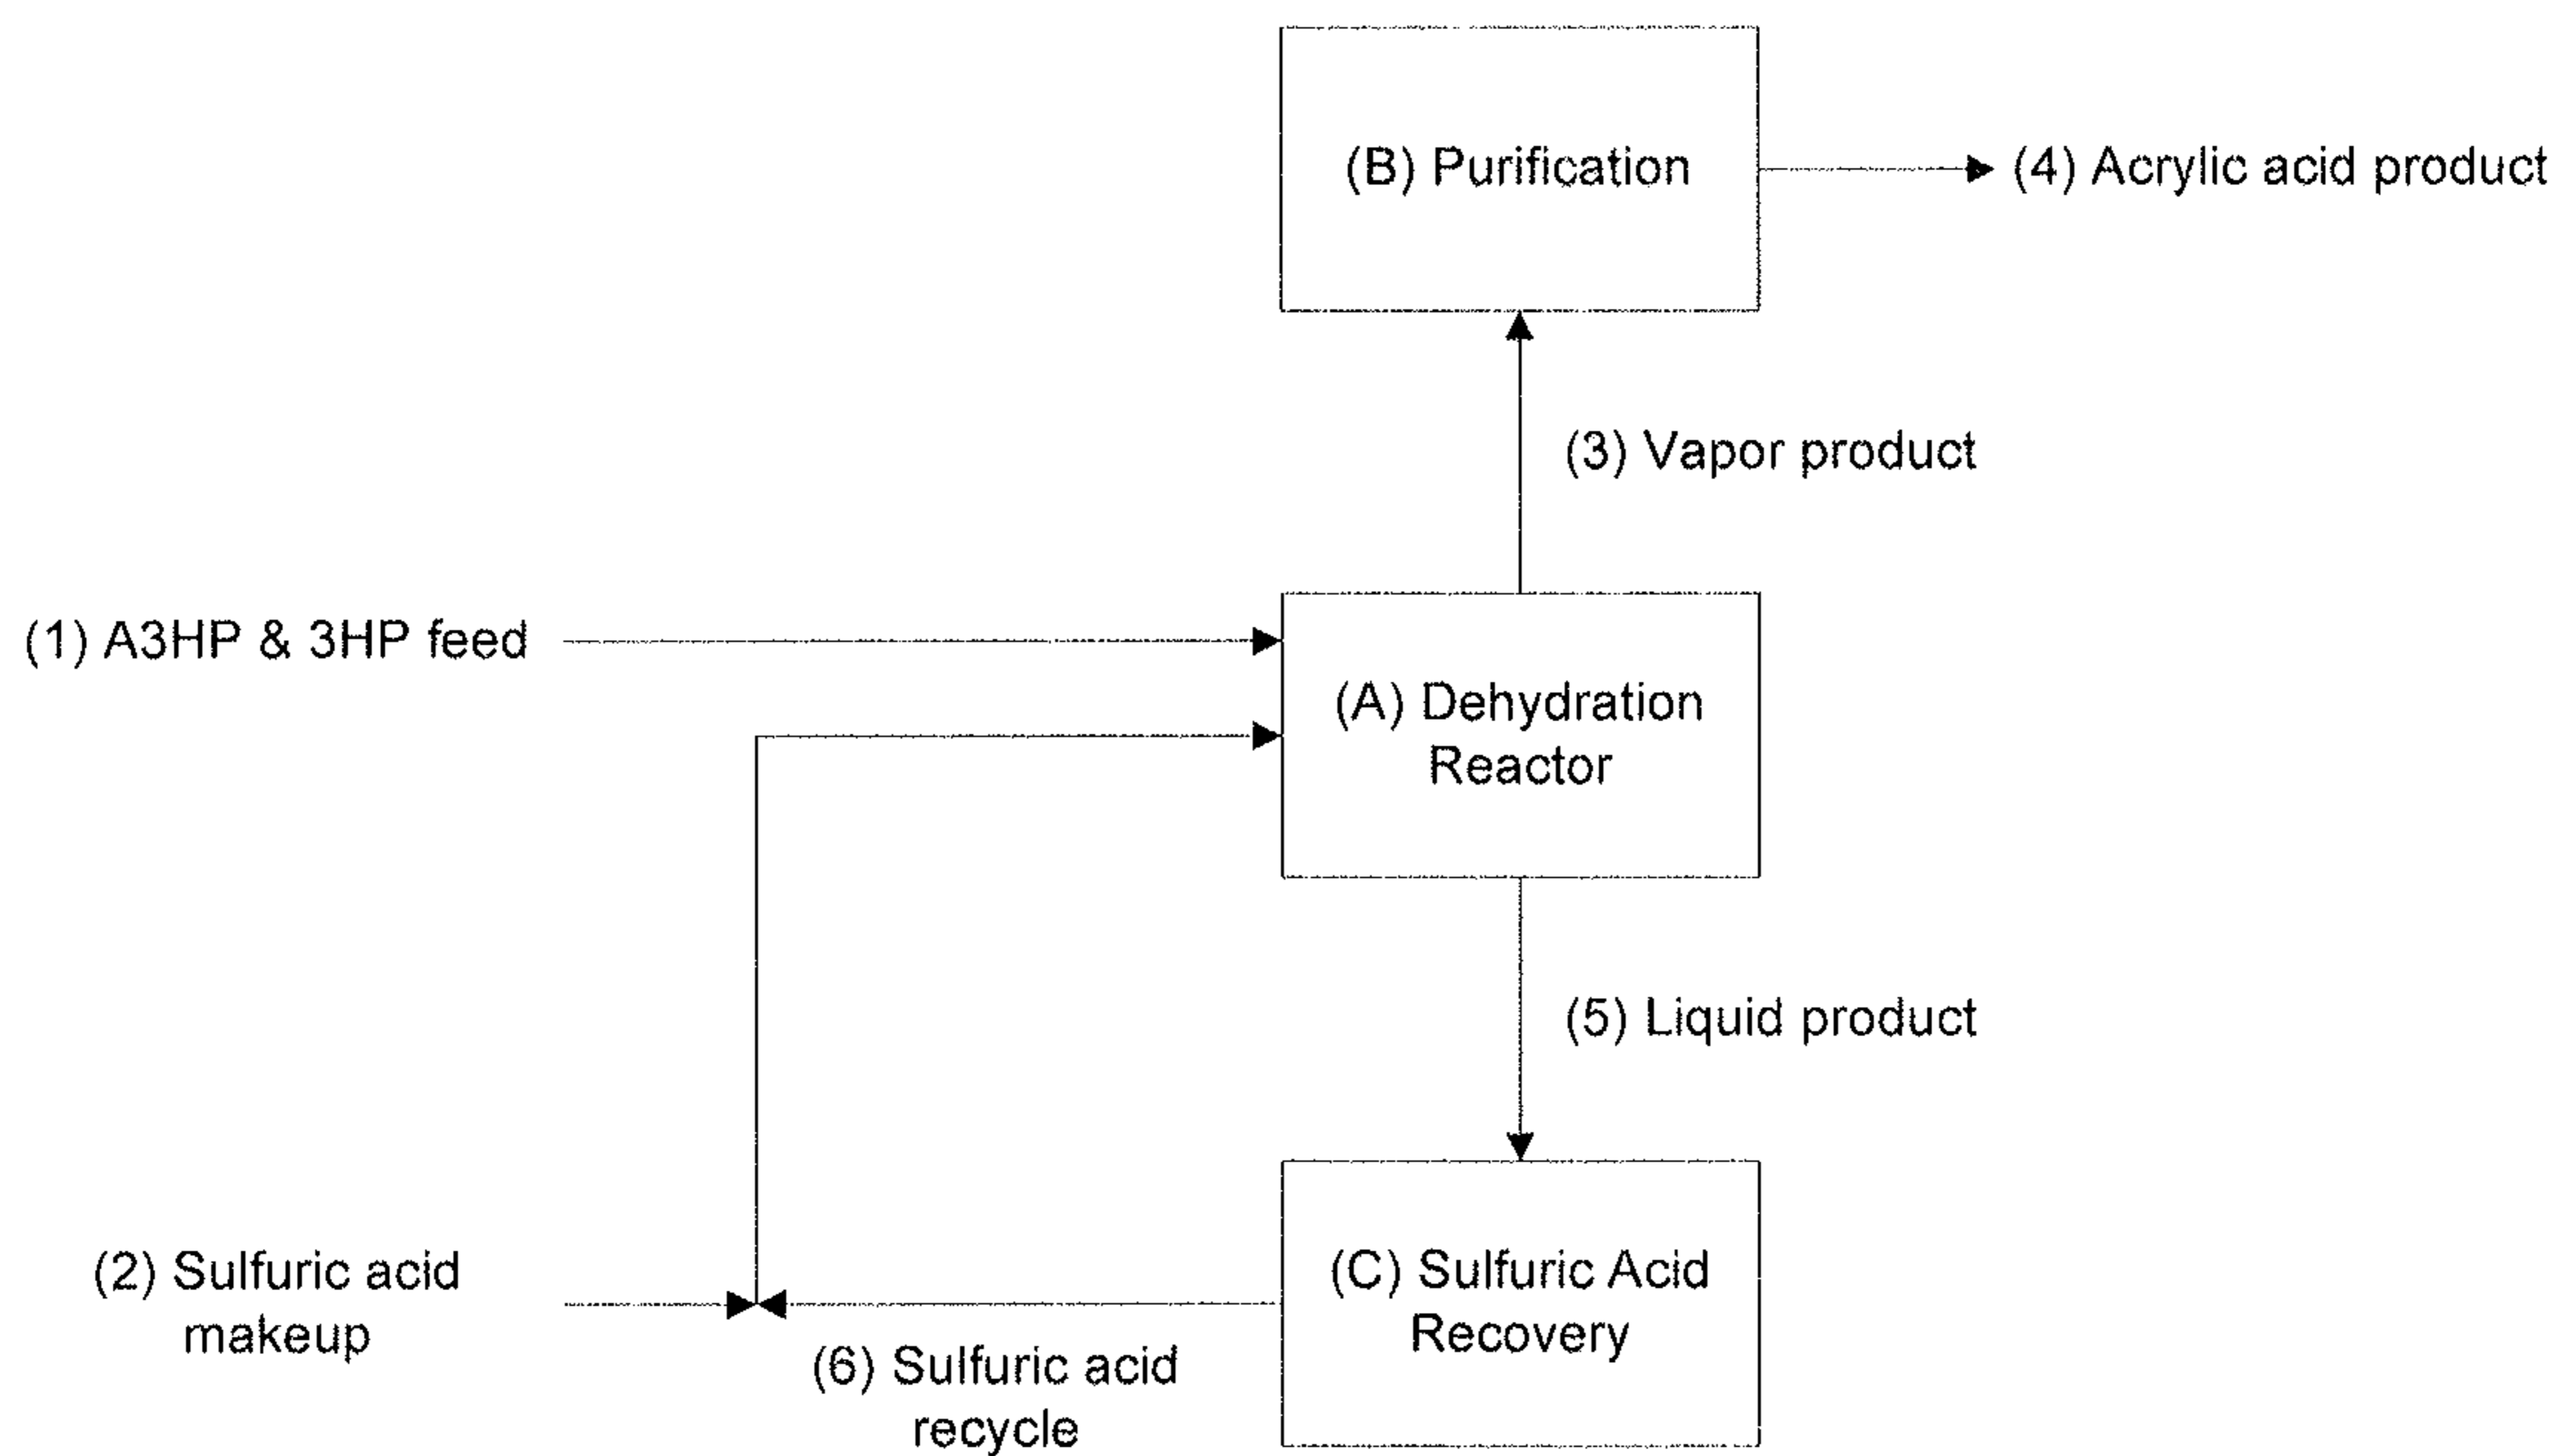 (B) Purification
(4) Acrylic acid product
(3) Vapor product
(1) A3HP & 3HP feed
(A) Dehydration
Reactor
(5) Liquid product
(2) Sulfuric acid
makeup
(C) Sulfuric Acid
Recovery
(6) Sulfuric acid
recycle